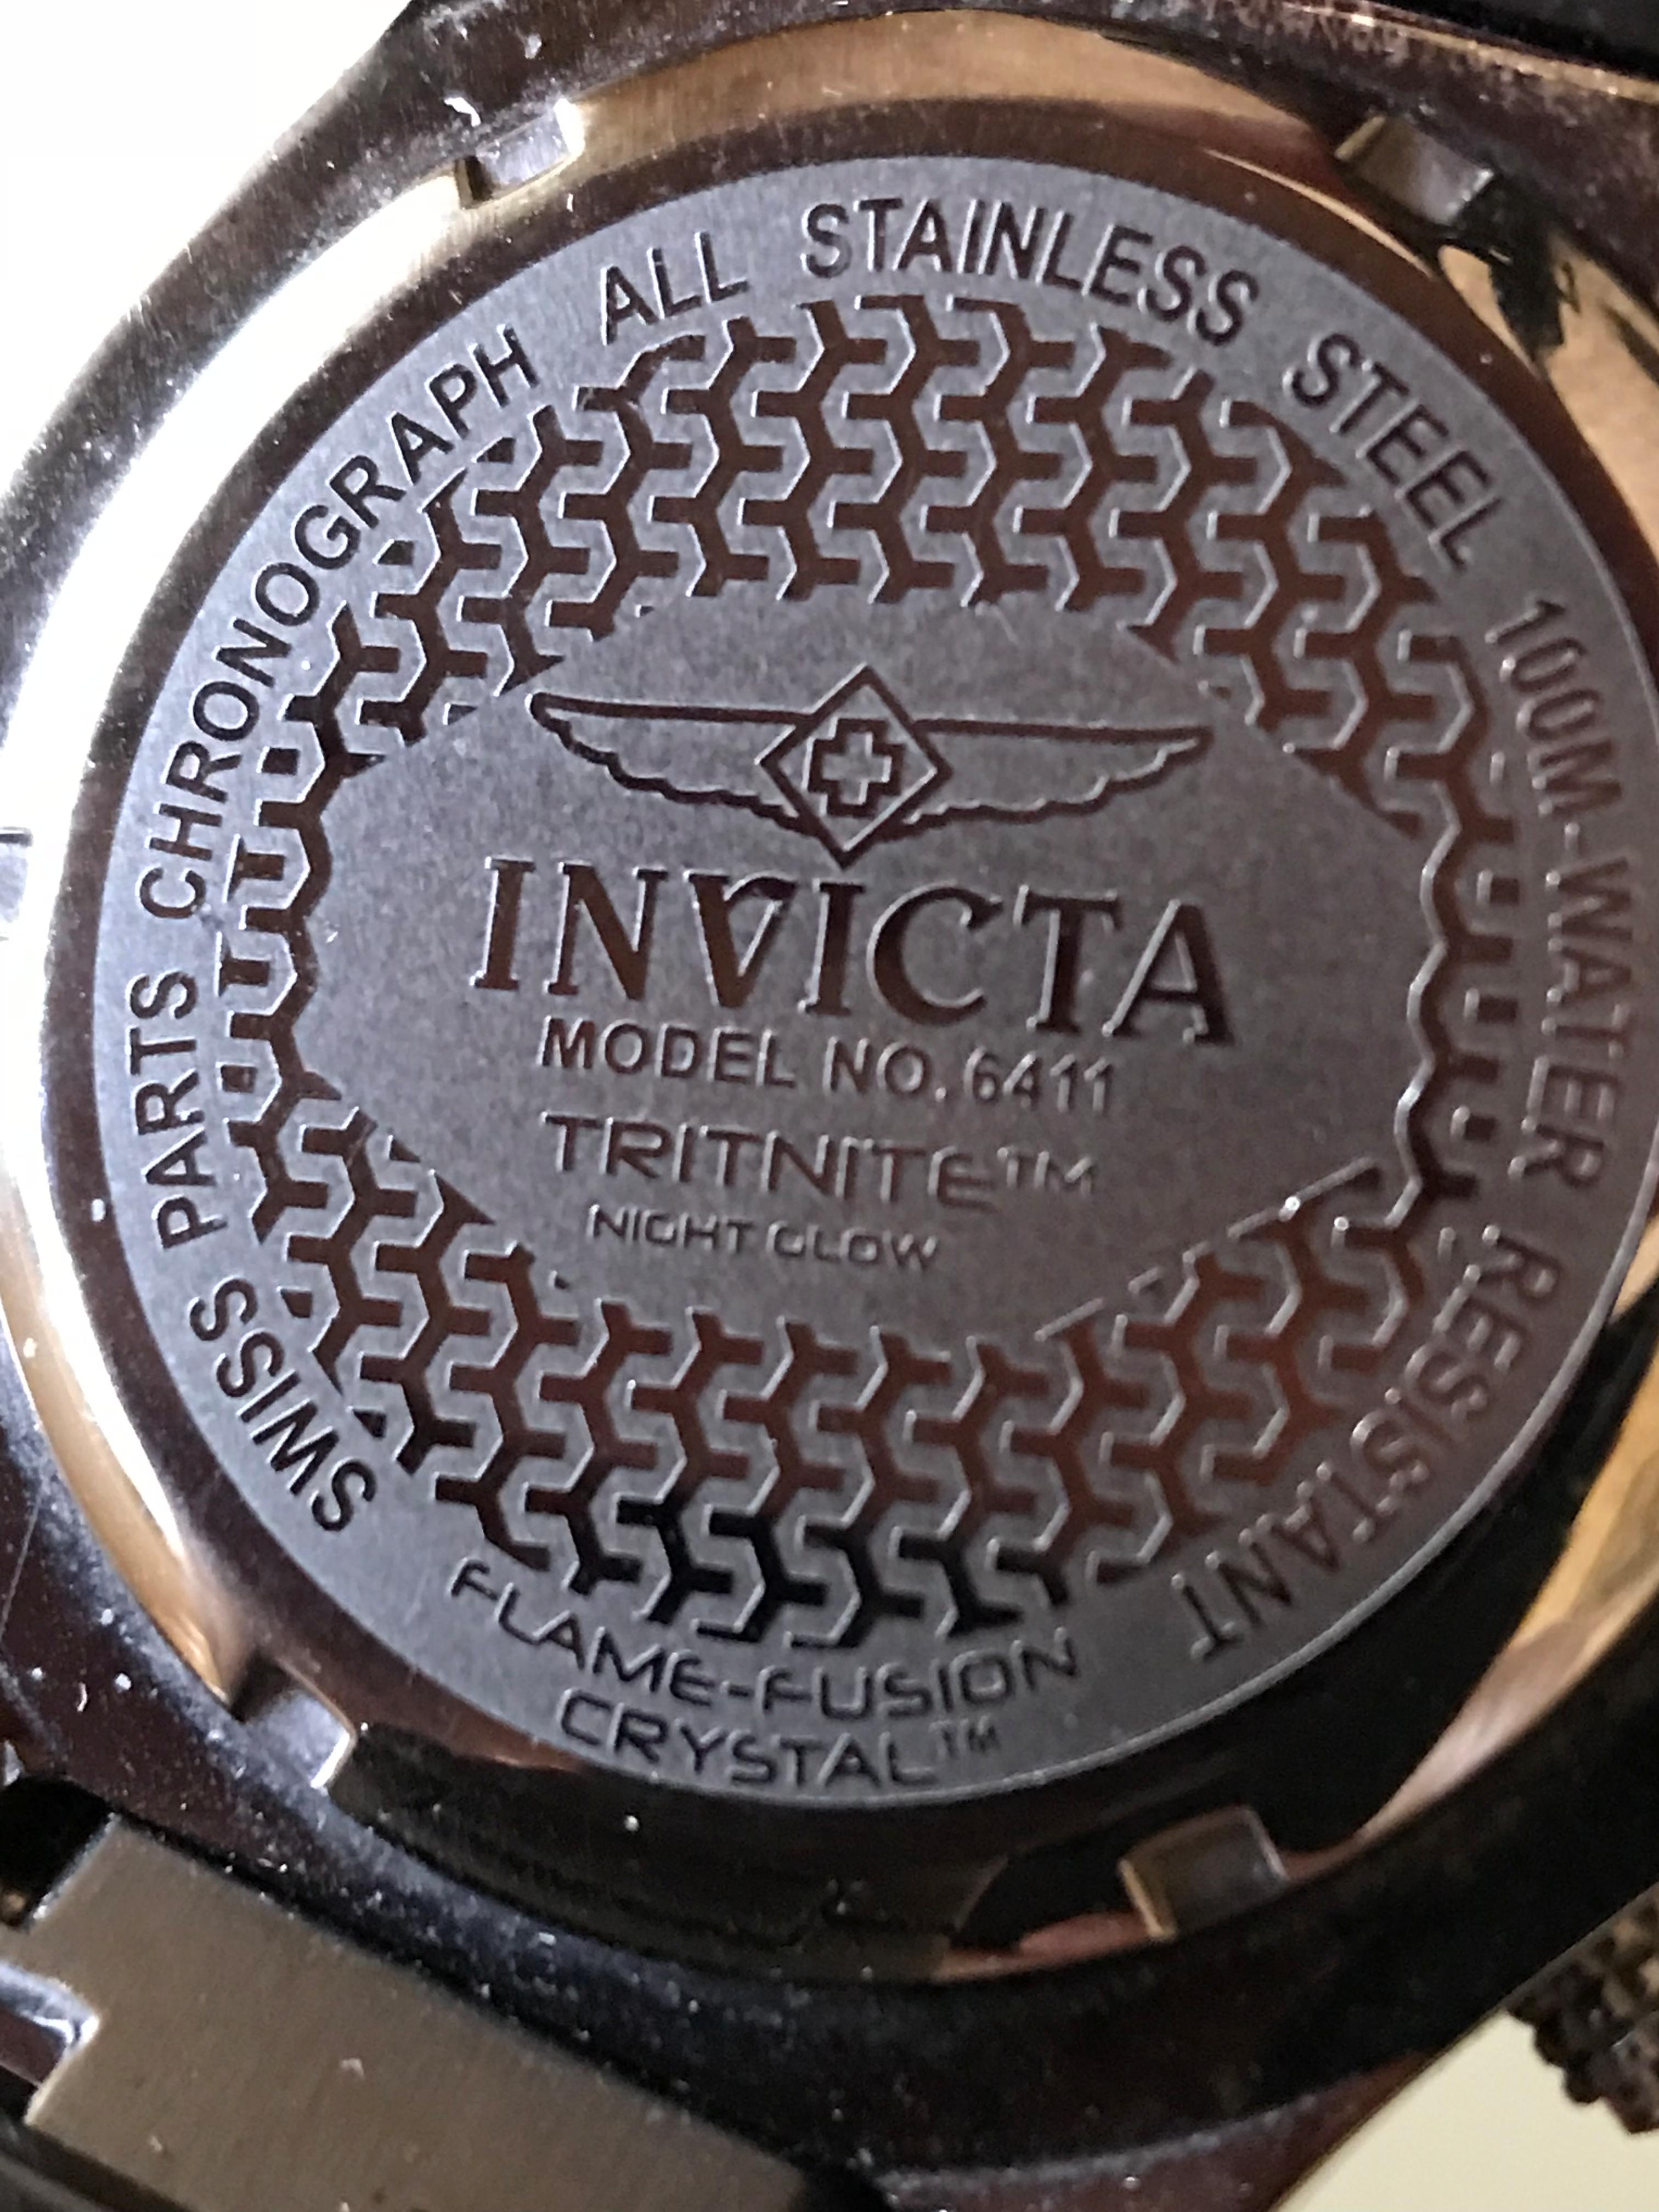 SWISS PARTS CHRONOGRAPH ALL STAINLESS STEEL 100M-WATER RESISTANT
INVICTA
MODEL NO. 6411
TRITNITE™
NIGHT GLOW
FLAME-FUSION
CRYSTAL™